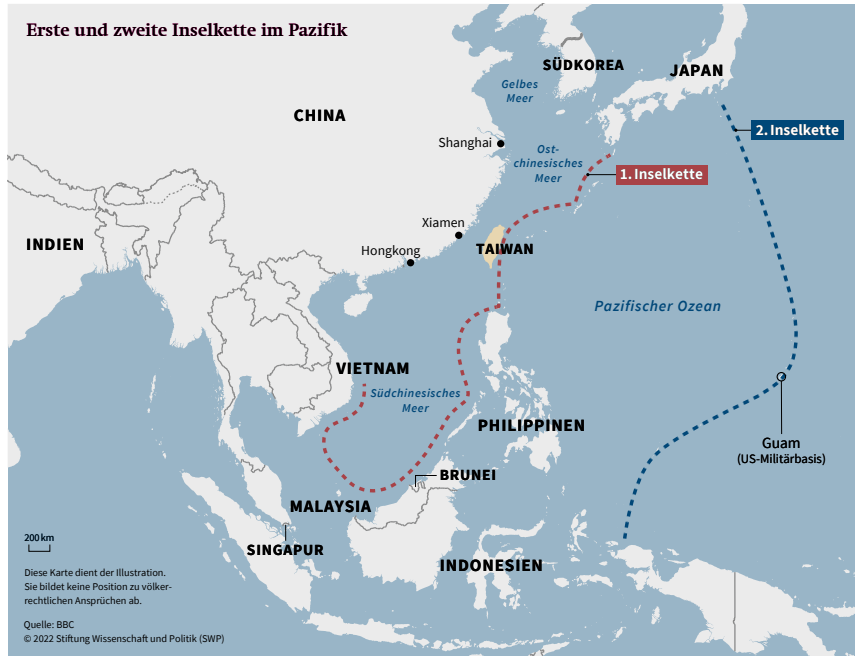 Erste und zweite Inselkette im Pazifik
SÜDKOREA
JAPAN
Gelbes
Meer
CHINA
2. Inselkette
Shanghai
Ost-
chinesisches
Meer
1. Inselkette
Xiamen
INDIEN
TAIWAN
Hongkong
Pazifischer Ozean
VIETNAM
Südchinesisches
Meer
PHILIPPINEN
Guam
(US-Militärbasis)
BRUNEI
MALAYSIA
200 km
SINGAPUR
INDONESIEN
Diese Karte dient der Illustration.
Sie bildet keine Position zu völker-
rechtlichen Ansprüchen ab.
Quelle: BBC
© 2022 Stiftung Wissenschaft und Politik (SWP)